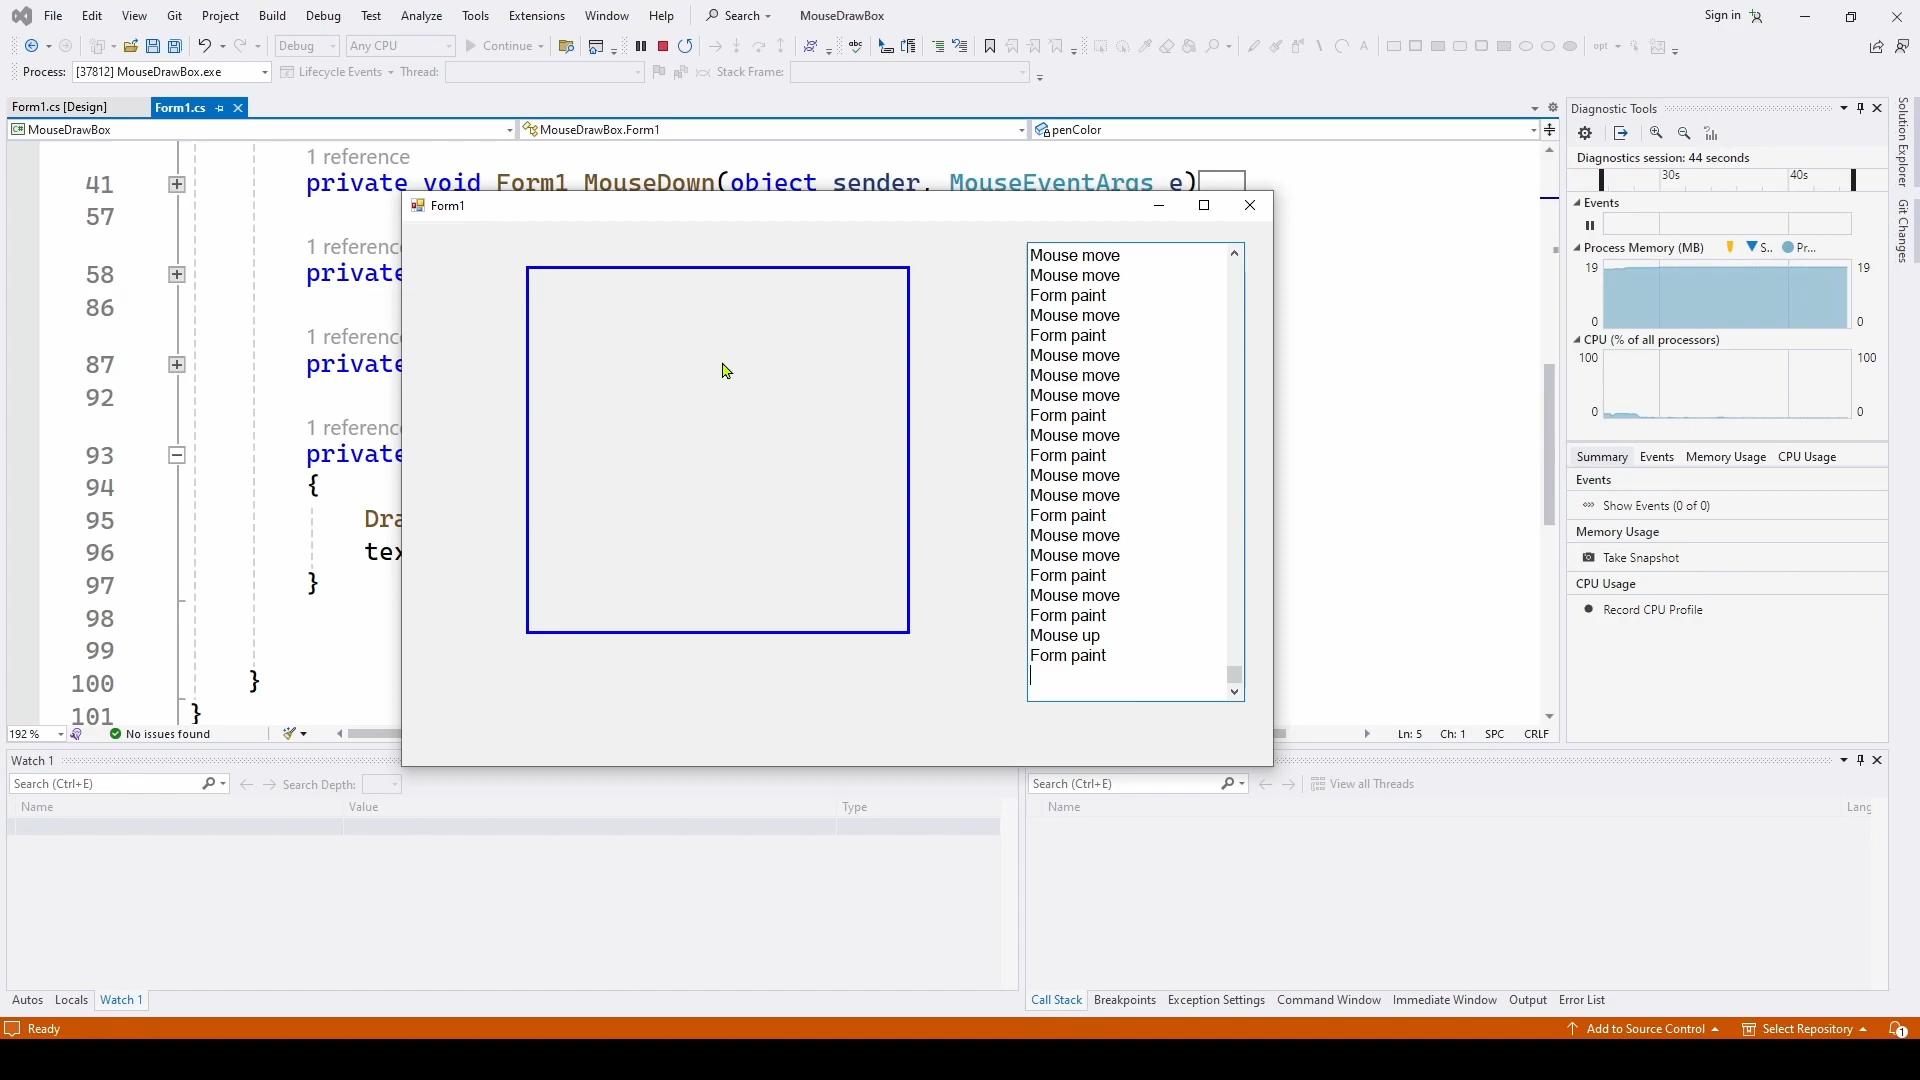 File Edit View Git Project Build Debug Test Analyze Tools Extensions Window Help Search MouseDrawBox Sign in
Debug Any CPU Continue opt
Process: [37812] MouseDrawBox.exe Lifecycle Events Thread: Stack Frame:
Form1.cs [Design] Form1.cs
MouseDrawBox MouseDrawBox.Form1 penColor
1 reference
41 private void Form1_MouseDown(object sender, MouseEventArgs e)
57
1 referenc
58 private
86
1 referenc
87 private
92
1 referenc
93 private
94 {
95 Dra
96 tex
97 }
98
99
100 }
101 }
Form1
Mouse move
Mouse move
Form paint
Mouse move
Form paint
Mouse move
Mouse move
Mouse move
Form paint
Mouse move
Form paint
Mouse move
Mouse move
Form paint
Mouse move
Mouse move
Form paint
Mouse move
Form paint
Mouse up
Form paint
192 % No issues found Ln: 5 Ch: 1 SPC CRLF
Diagnostic Tools
Diagnostics session: 44 seconds
30s 40s
Events
Process Memory (MB) S.. Pr...
19 19
0 0
CPU (% of all processors)
100 100
0 0
Summary Events Memory Usage CPU Usage
Events
Show Events (0 of 0)
Memory Usage
Take Snapshot
CPU Usage
Record CPU Profile
Solution Explorer
Git Changes
Watch 1
Search (Ctrl+E) Search Depth:
Name Value Type
Autos Locals Watch 1
Search (Ctrl+E) View all Threads
Name Lang
Call Stack Breakpoints Exception Settings Command Window Immediate Window Output Error List
Ready Add to Source Control Select Repository 1